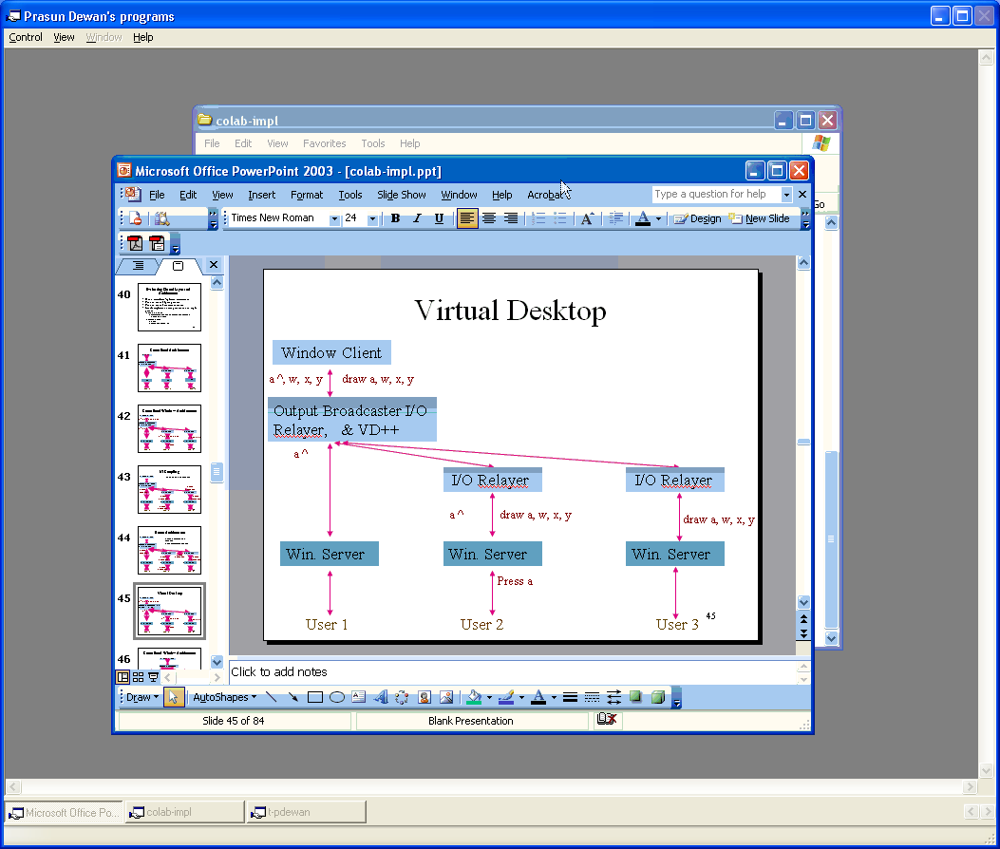 Prasun Dewan's programs
Control View Window Help
colab-impl
File Edit View Favorites Tools Help
Microsoft Office PowerPoint 2003 - [colab-impl.ppt]
File Edit View Insert Format Tools Slide Show Window Help Acrobat
Type a question for help
Go
Times New Roman 24 B I U A A Design New Slide
40
41
42
43
44
45
Virtual Desktop
46
Virtual Desktop
Window Client
a ^, w, x, y draw a, w, x, y
Output Broadcaster I/O
Relayer, & VD++
a ^
I/O Relayer I/O Relayer
a ^ draw a, w, x, y draw a, w, x, y
Win. Server Win. Server Win. Server
Press a
User 1 User 2 User 3 45
Click to add notes
Draw AutoShapes
Slide 45 of 84 Blank Presentation
Microsoft Office Po... colab-impl t-pdewan